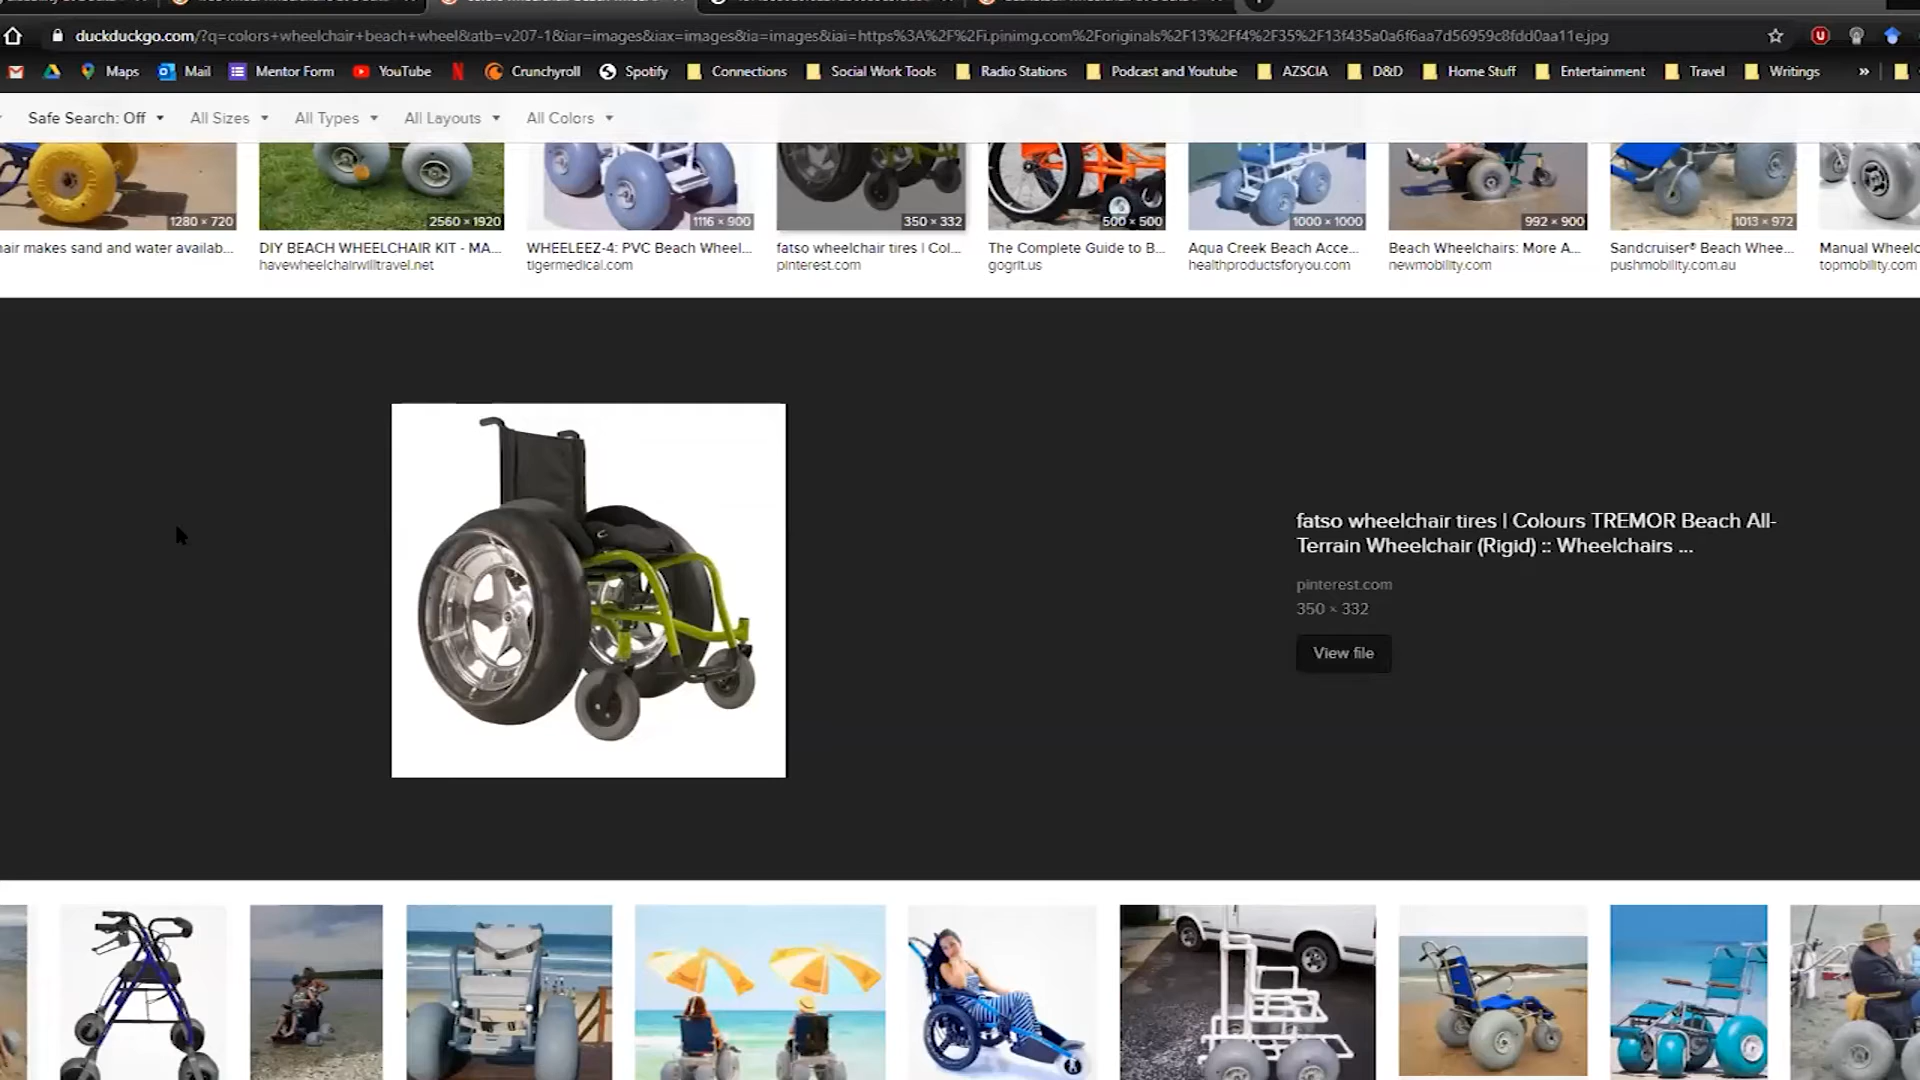 duckduckgo.com/?q=colors+wheelchair+beach+wheel&atb=v207-1&iar=images&iax=images&ia=images&iai=https%3A%2F%2Fi.pinimg.com%2Foriginals%2F13%2Ff4%2F35%2F13f435a0a6f6aa7d56959c8fdd0aa11e.jpg
Maps Mail Mentor Form YouTube Crunchyroll Spotify Connections Social Work Tools Radio Stations Podcast and Youtube AZSCIA D&D Home Stuff Entertainment Travel Writings »
Safe Search: Off All Sizes All Types All Layouts All Colors
1280 × 720 2560 × 1920 1116 × 900 350 × 332 500 × 500 1000 × 1000 992 × 900 1013 × 972
air makes sand and water availab... DIY BEACH WHEELCHAIR KIT - MA... WHEELEEZ-4: PVC Beach Wheel... fatso wheelchair tires | Col... The Complete Guide to B... Aqua Creek Beach Acce... Beach Wheelchairs: More A... Sandcruiser® Beach Whee... Manual Wheelc
havewheelchairwilltravel.net tigermedical.com pinterest.com gogrit.us healthproductsforyou.com newmobility.com pushmobility.com.au topmobility.com
fatso wheelchair tires | Colours TREMOR Beach All-
Terrain Wheelchair (Rigid) :: Wheelchairs ...
pinterest.com
350 × 332
View file